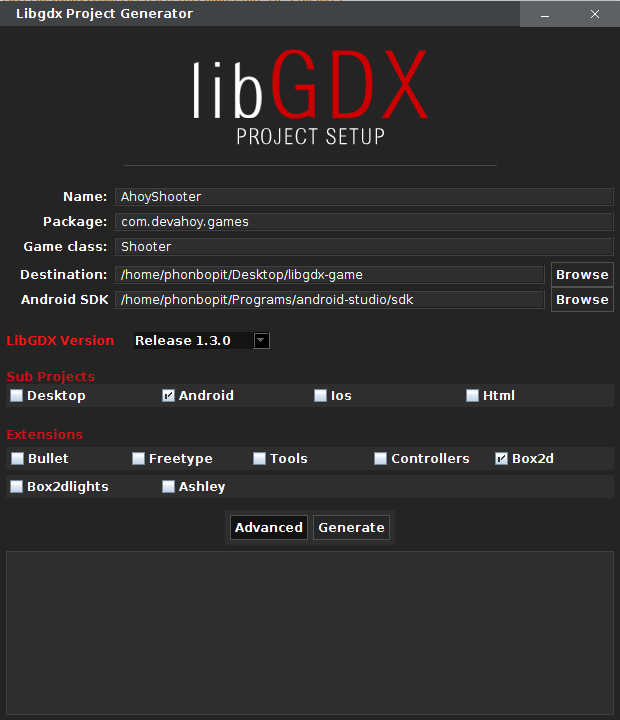 Libgdx Project Generator
libGDX
PROJECT SETUP
Name: AhoyShooter
Package: com.devahoy.games
Game class: Shooter
Destination: /home/phonbopit/Desktop/libgdx-game Browse
Android SDK /home/phonbopit/Programs/android-studio/sdk Browse
LibGDX Version Release 1.3.0
Sub Projects
Desktop Android Ios Html
Extensions
Bullet Freetype Tools Controllers Box2d
Box2dlights Ashley
Advanced Generate